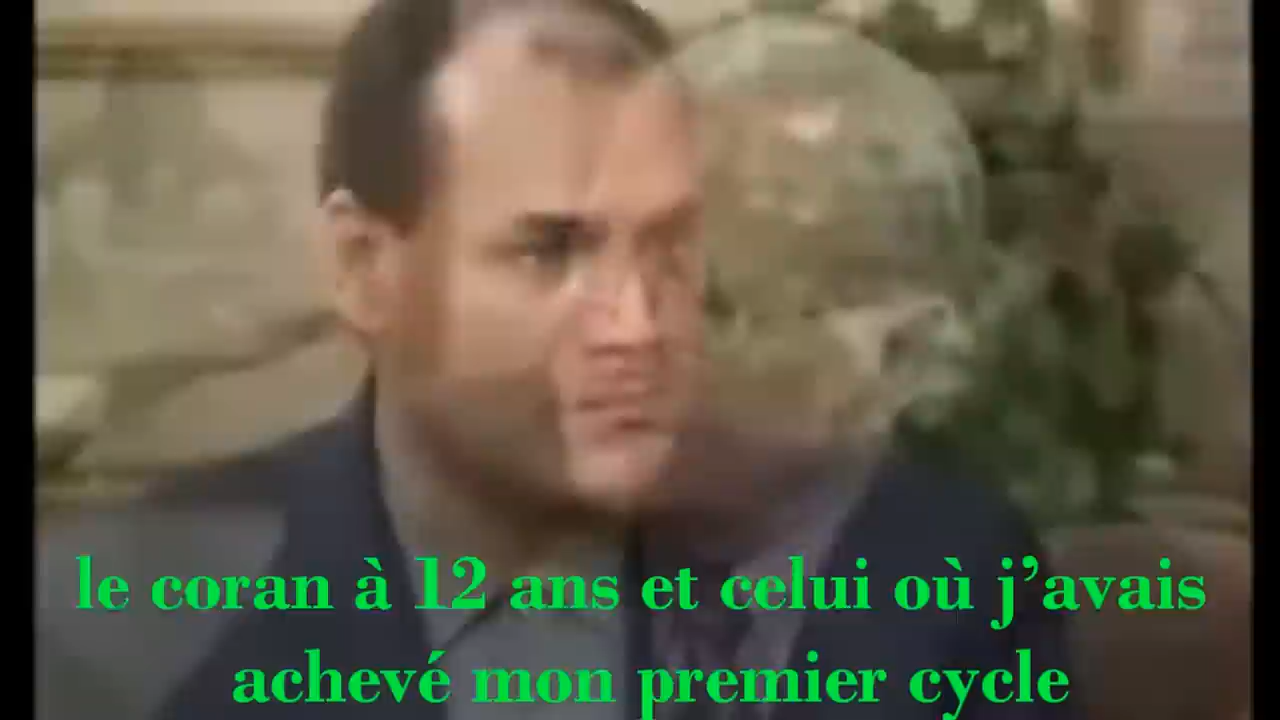 le coran à 12 ans et celui où j’avais
achevé mon premier cycle